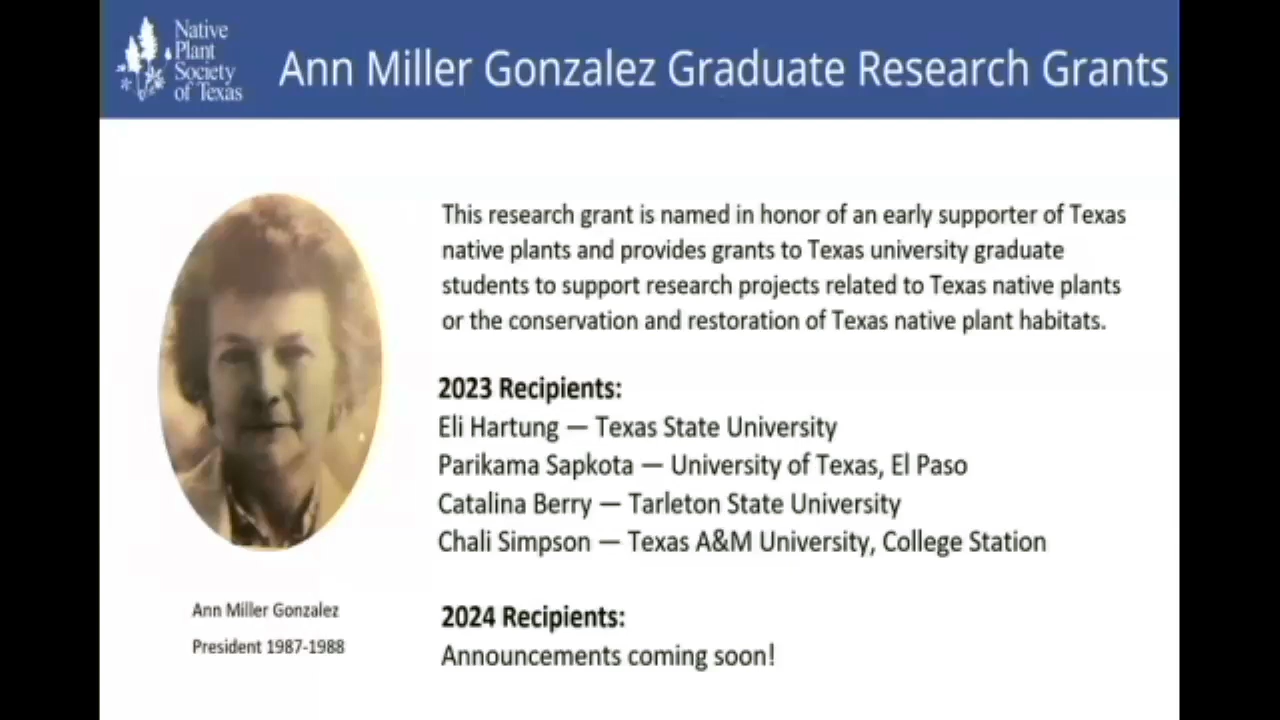 Native
Plant
Society
of Texas
Ann Miller Gonzalez Graduate Research Grants
This research grant is named in honor of an early supporter of Texas
native plants and provides grants to Texas university graduate
students to support research projects related to Texas native plants
or the conservation and restoration of Texas native plant habitats.
2023 Recipients:
Eli Hartung — Texas State University
Parikama Sapkota — University of Texas, El Paso
Catalina Berry — Tarleton State University
Chali Simpson — Texas A&M University, College Station
Ann Miller Gonzalez
President 1987-1988
2024 Recipients:
Announcements coming soon!